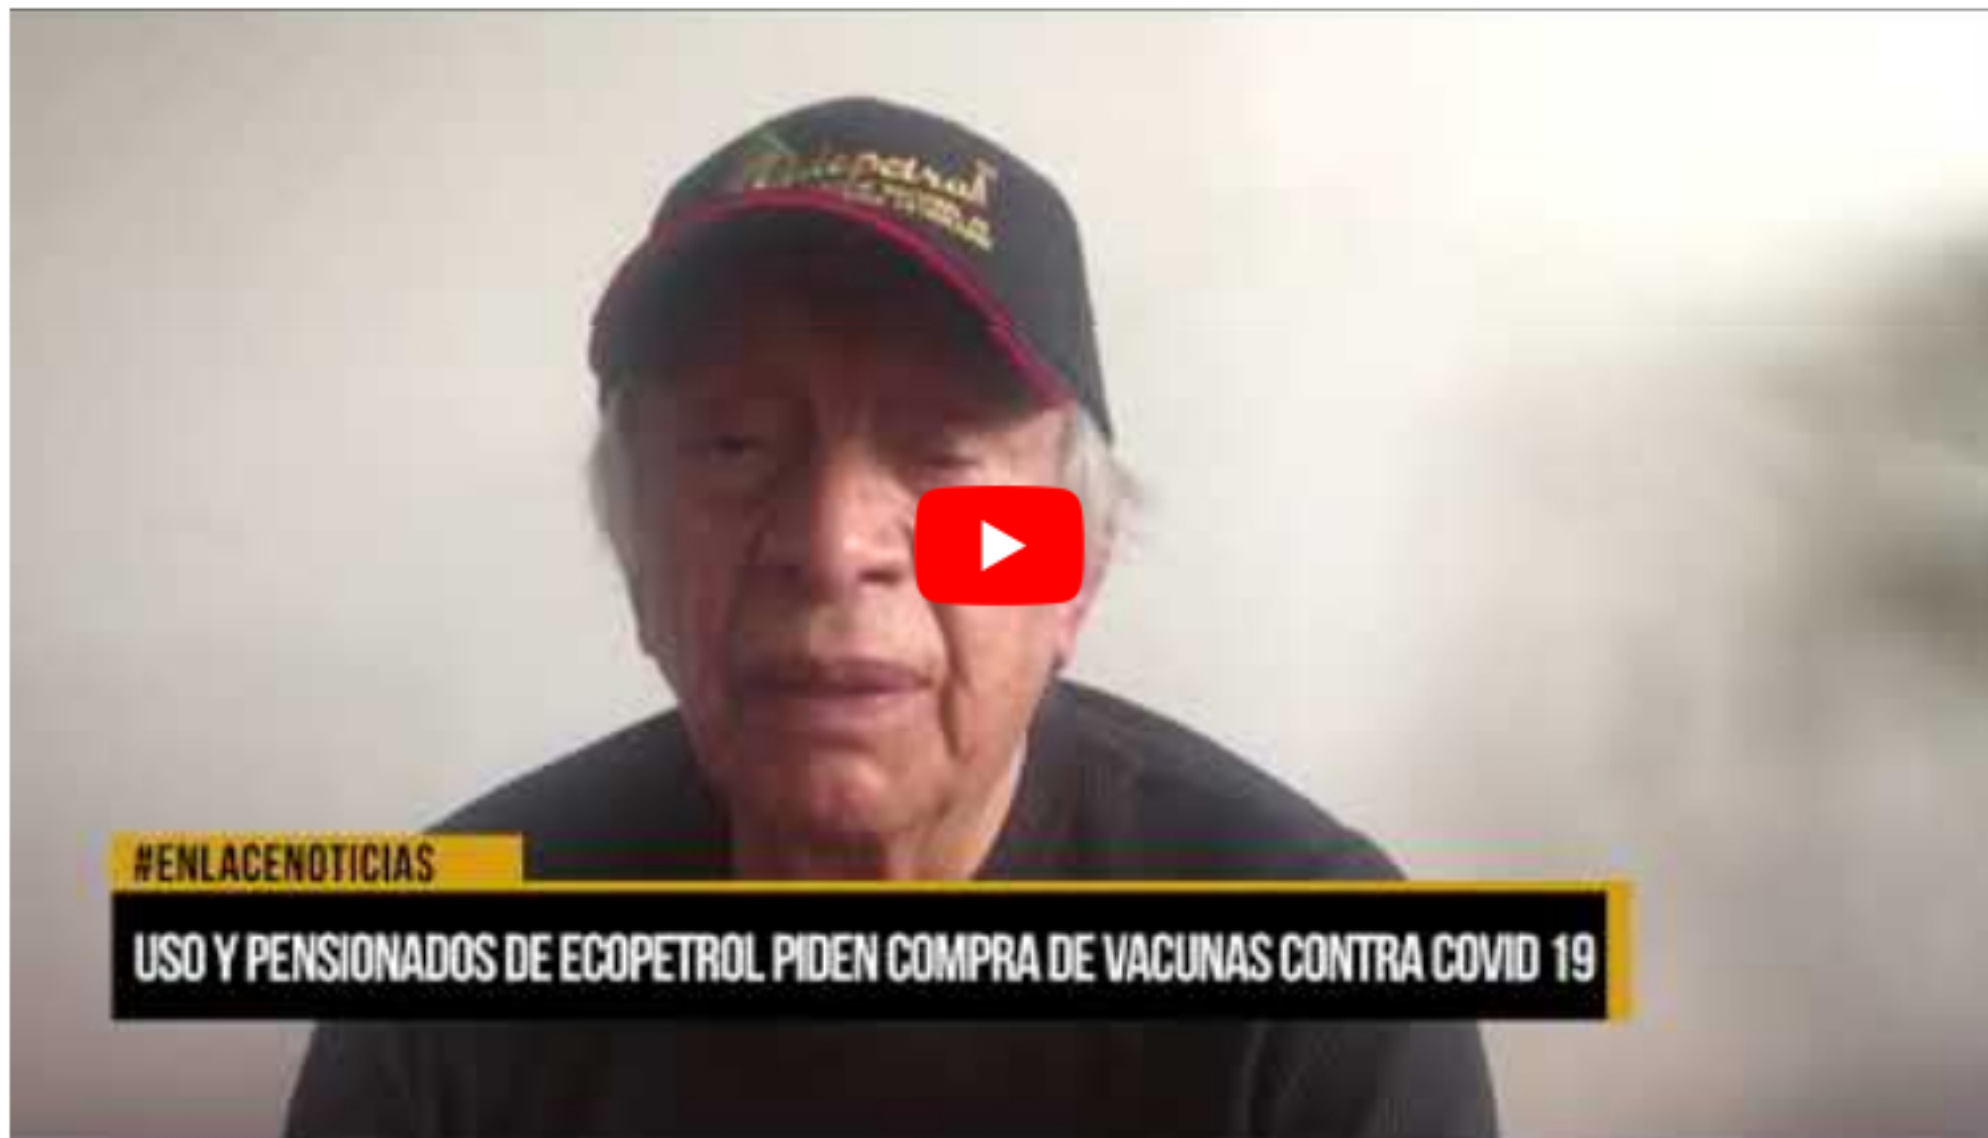 #ENLACENOTICIAS
USO Y PENSIONADOS DE ECOPETROL PIDEN COMPRA DE VACUNAS CONTRA COVID 19